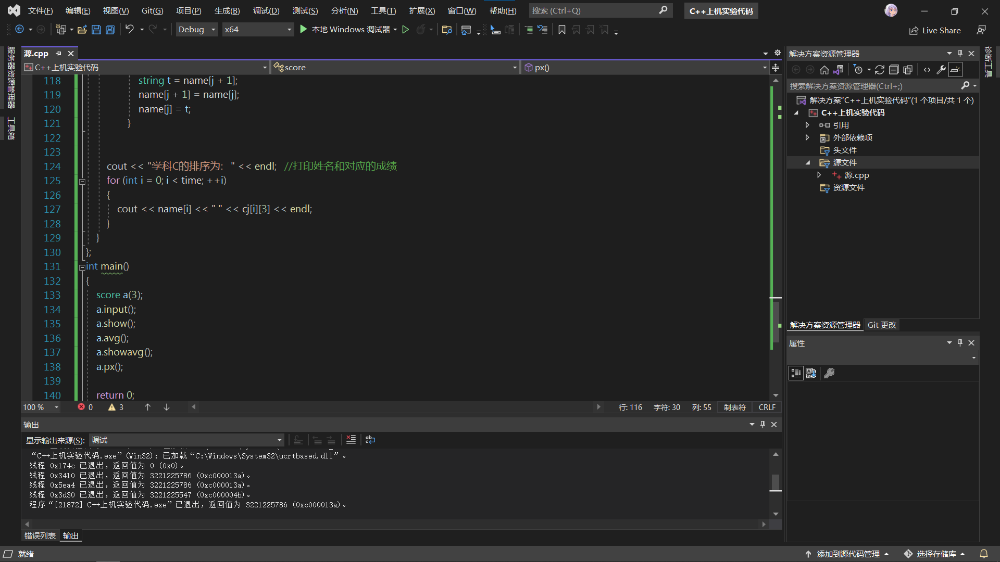 文件(F) 编辑(E) 视图(V) Git(G) 项目(P) 生成(B) 调试(D) 测试(S) 分析(N) 工具(T) 扩展(X) 窗口(W) 帮助(H) 搜索 (Ctrl+Q) C++上机实验代码
Debug x64 本地 Windows 调试器 Live Share
服务器资源管理器
工具箱
源.cpp
C++上机实验代码 score px()
118 string t = name[j + 1];
119 name[j + 1] = name[j];
120 name[j] = t;
121 }
122
123
124 cout << "学科C的排序为： " << endl; //打印姓名和对应的成绩
125 for (int i = 0; i < time; ++i)
126 {
127 cout << name[i] << " " << cj[i][3] << endl;
128 }
129 }
130 };
131 int main()
132 {
133 score a(3);
134 a.input();
135 a.show();
136 a.avg();
137 a.showavg();
138 a.px();
139
140 return 0;
100 % 0 3 行: 116 字符: 30 列: 55 制表符 CRLF
输出
显示输出来源(S): 调试
“C++上机实验代码.exe”(Win32): 已加载“C:\Windows\System32\ucrtbased.dll”。
线程 0x174c 已退出，返回值为 0 (0x0)。
线程 0x3410 已退出，返回值为 3221225786 (0xc000013a)。
线程 0x5ea4 已退出，返回值为 3221225786 (0xc000013a)。
线程 0x3d30 已退出，返回值为 3221225547 (0xc000004b)。
程序“[21872] C++上机实验代码.exe”已退出，返回值为 3221225786 (0xc000013a)。
错误列表 输出
解决方案资源管理器
搜索解决方案资源管理器(Ctrl+;)
解决方案“C++上机实验代码”(1 个项目/共 1 个)
C++上机实验代码
引用
外部依赖项
头文件
源文件
源.cpp
资源文件
解决方案资源管理器 Git 更改
属性
诊断工具
就绪 添加到源代码管理 选择存储库